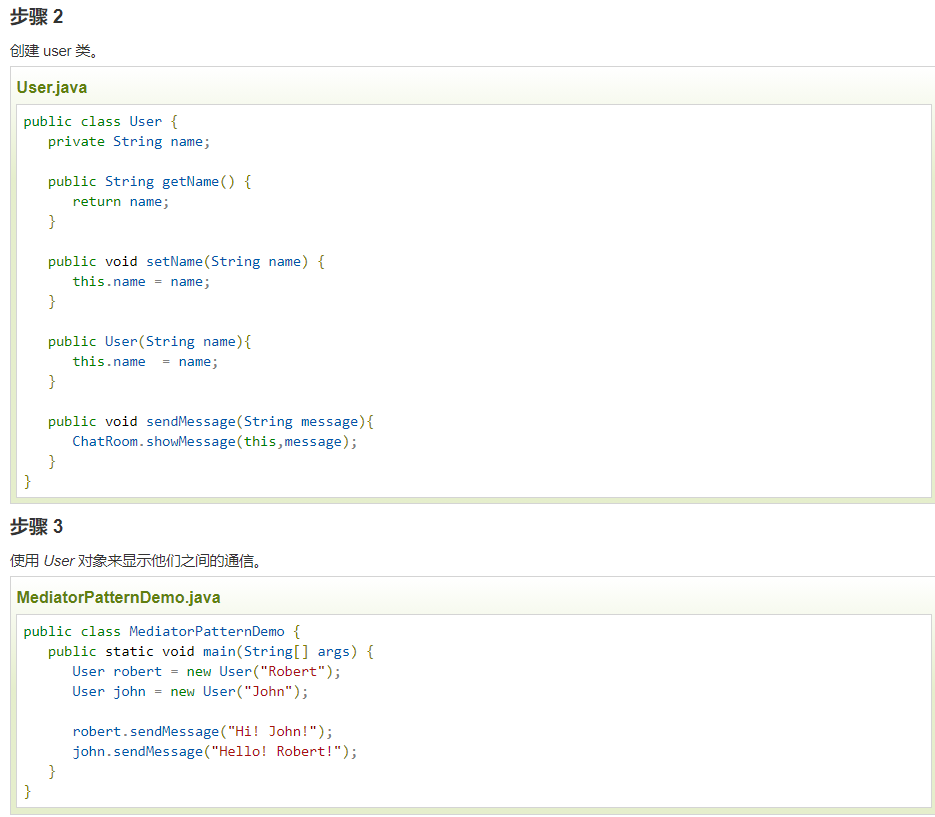 步骤 2
创建 user 类。
User.java
public class User {
   private String name;

   public String getName() {
      return name;
   }

   public void setName(String name) {
      this.name = name;
   }

   public User(String name){
      this.name  = name;
   }

   public void sendMessage(String message){
      ChatRoom.showMessage(this,message);
   }
}
步骤 3
使用 User 对象来显示他们之间的通信。
MediatorPatternDemo.java
public class MediatorPatternDemo {
   public static void main(String[] args) {
      User robert = new User("Robert");
      User john = new User("John");

      robert.sendMessage("Hi! John!");
      john.sendMessage("Hello! Robert!");
   }
}